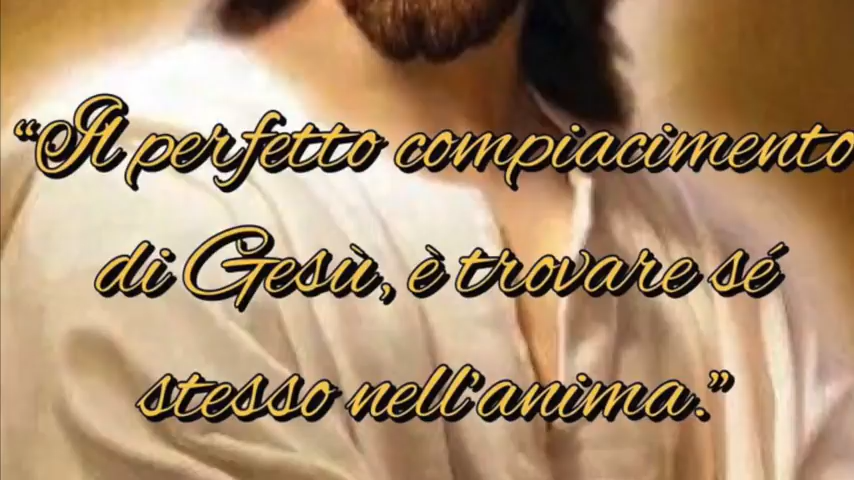 “Il perfetto compiacimento
di Gesù, è trovare sé
stesso nell’anima.”